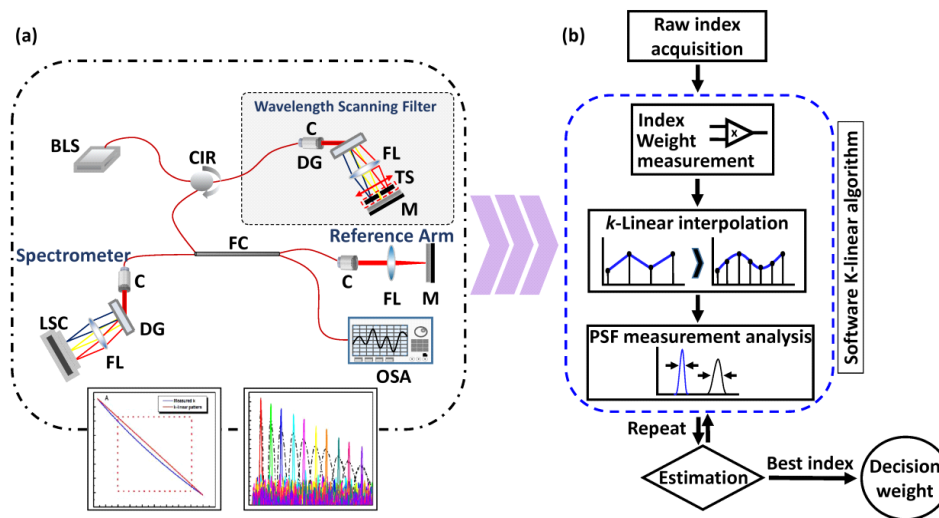 (a)
Wavelength Scanning Filter
BLS
CIR
C
DG
FL
TS
M
Spectrometer
C
LSC
DG
FL
FC
Reference Arm
C
FL
M
OSA
A
Measured k
k-linear pattern
(b)
Raw index
acquisition
Index
Weight
measurement
x
k-Linear interpolation
PSF measurement analysis
Software K-linear algorithm
Repeat
Estimation
Best index
Decision
weight